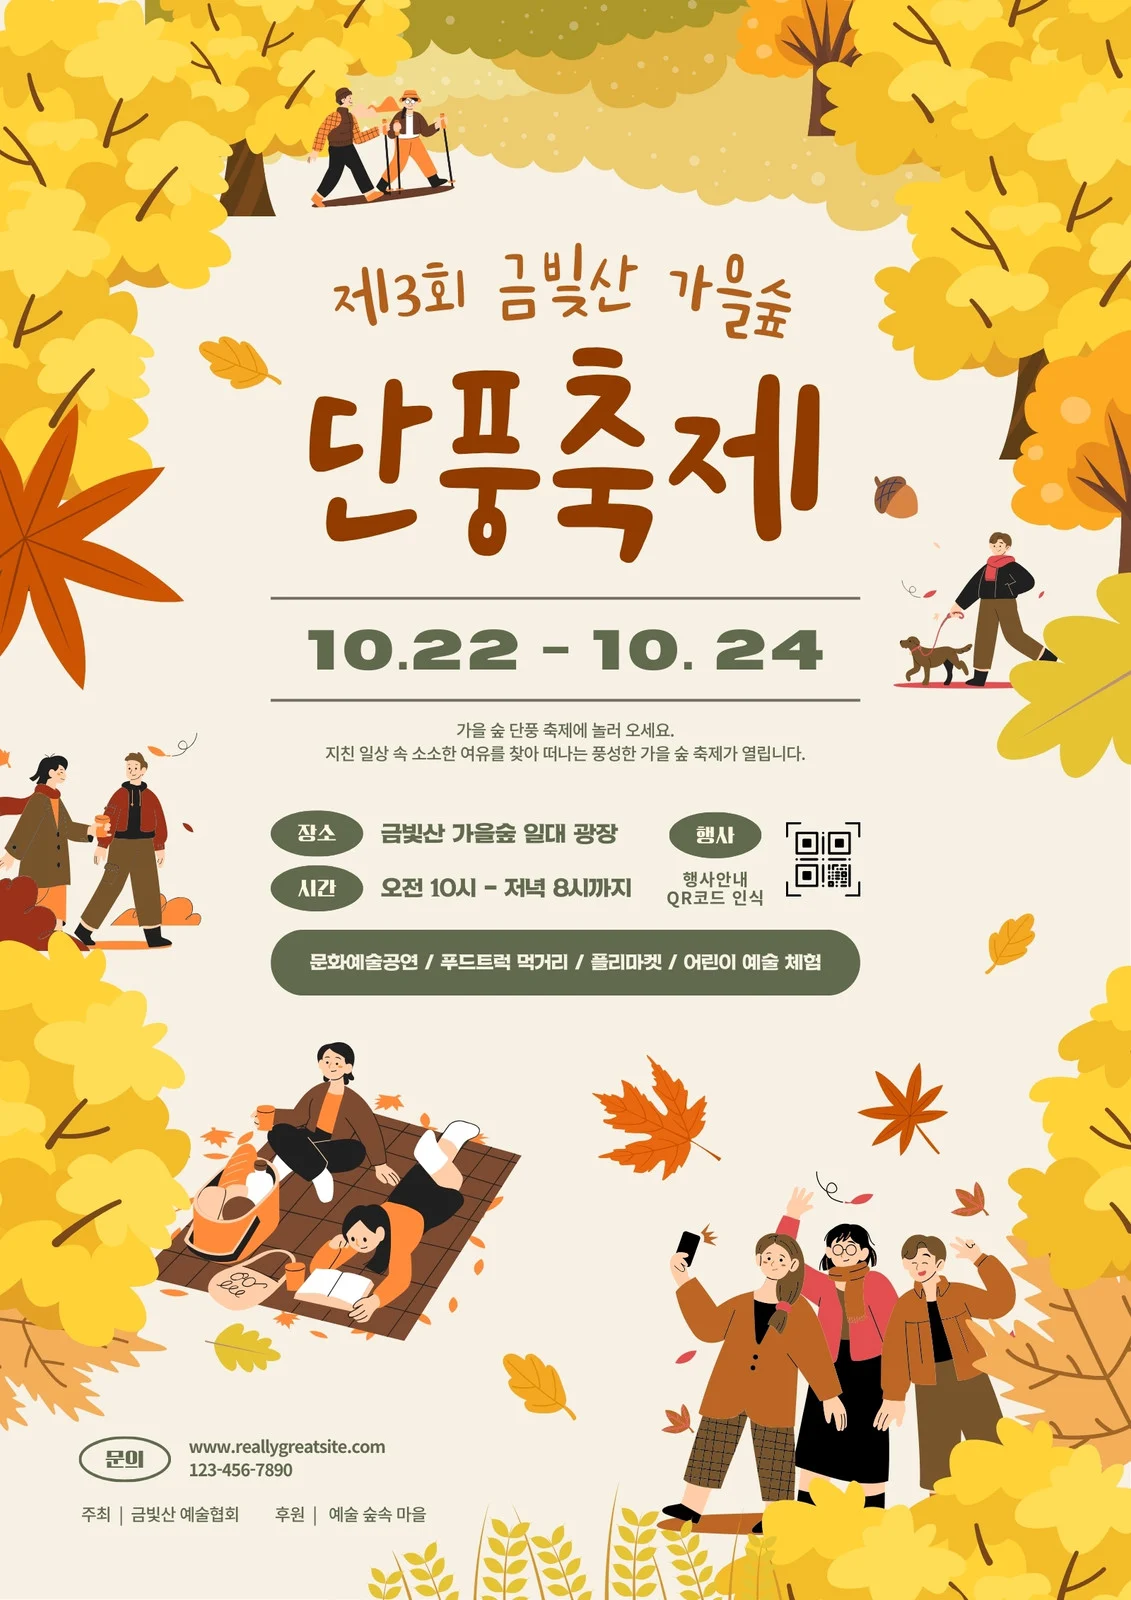 제3회 금빛산 가을숲
단풍축제
10.22 - 10. 24
가을 숲 단풍 축제에 놀러 오세요.
지친 일상 속 소소한 여유를 찾아 떠나는 풍성한 가을 숲 축제가 열립니다.
장소 금빛산 가을숲 일대 광장
시간 오전 10시 - 저녁 8시까지
행사
행사안내
QR코드 인식
문화예술공연 / 푸드트럭 먹거리 / 플리마켓 / 어린이 예술 체험
문의
www.reallygreatsite.com
123-456-7890
주최 | 금빛산 예술협회 후원 | 예술 숲속 마을